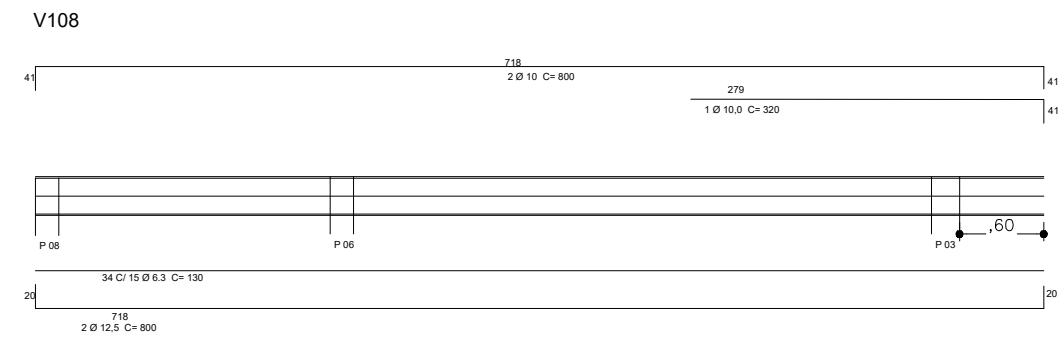 V108
718
41
2 Ø 10 C= 800
41
279
1 Ø 10,0 C= 320
41
,60
P 08
P 06
P 03
34 C/ 15 Ø 6.3 C= 130
20
20
718
2 Ø 12,5 C= 800